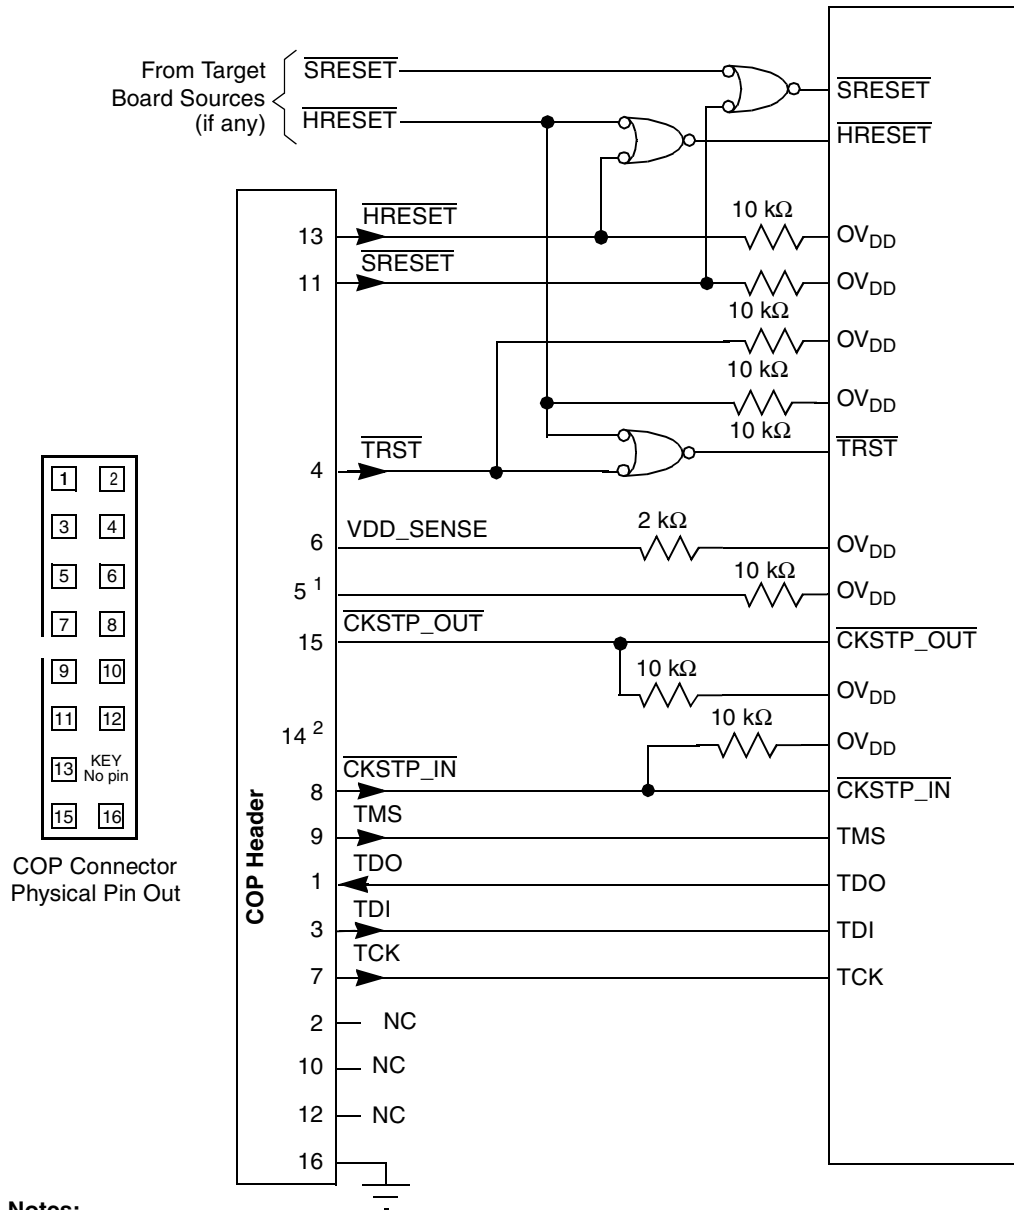 From Target
Board Sources
(if any)
SRESET
HRESET
SRESET
HRESET
13 HRESET 10 kΩ OVDD
11 SRESET 10 kΩ OVDD
10 kΩ OVDD
10 kΩ OVDD
4 TRST TRST
6 VDD_SENSE 2 kΩ OVDD
5 1 10 kΩ OVDD
15 CKSTP_OUT CKSTP_OUT
10 kΩ OVDD
14 2 10 kΩ OVDD
8 CKSTP_IN CKSTP_IN
9 TMS TMS
1 TDO TDO
3 TDI TDI
7 TCK TCK
2 NC
10 NC
12 NC
16
COP Header
1 2
3 4
5 6
7 8
9 10
11 12
13 KEY
No pin
15 16
COP Connector
Physical Pin Out
Notes: